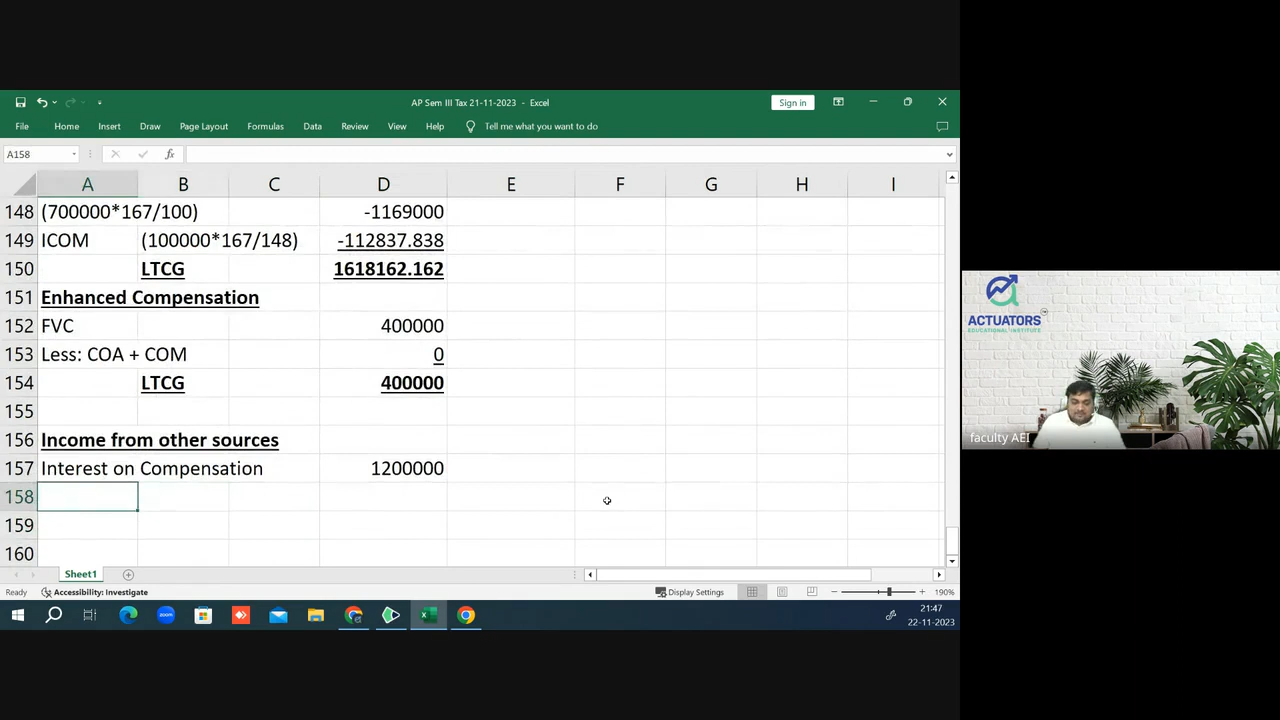 AP Sem III Tax 21-11-2023 - Excel
Sign in
File Home Insert Draw Page Layout Formulas Data Review View Help Tell me what you want to do
A158 fx
A B C D E F G H I
148 (700000*167/100) -1169000
149 ICOM (100000*167/148) -112837.838
150 LTCG 1618162.162
151 Enhanced Compensation
152 FVC 400000
153 Less: COA + COM 0
154 LTCG 400000
155
156 Income from other sources
157 Interest on Compensation 1200000
158
159
160
Sheet1
Ready Accessibility: Investigate Display Settings 190%
zoom
21:47
22-11-2023
ACTUATORS
EDUCATIONAL INSTITUTE
faculty AEI